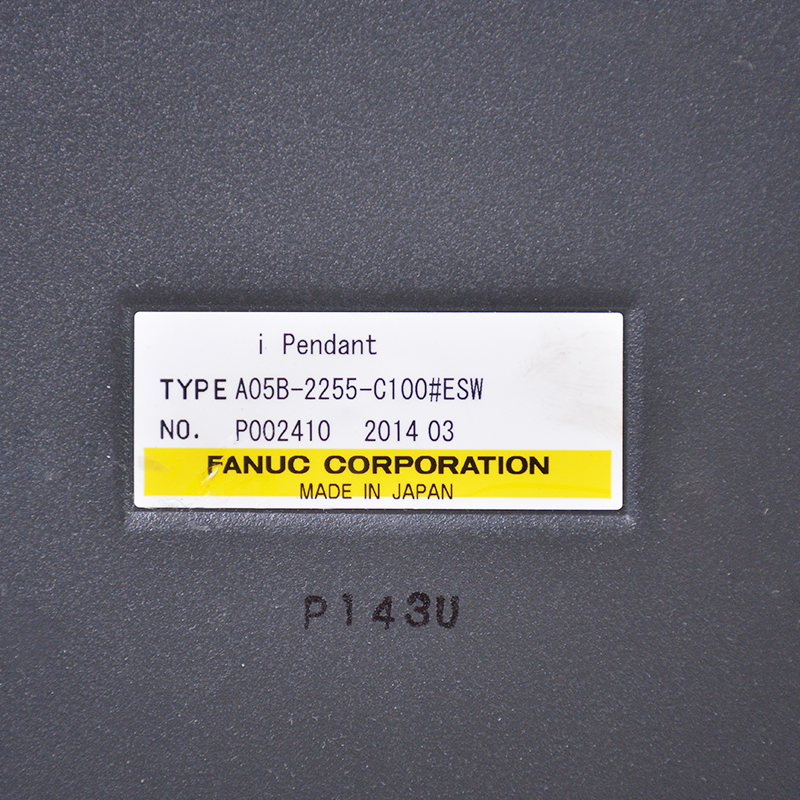 i Pendant
TYPE A05B-2255-C100#ESW
NO. P002410 2014 03
FANUC CORPORATION
MADE IN JAPAN
P143U